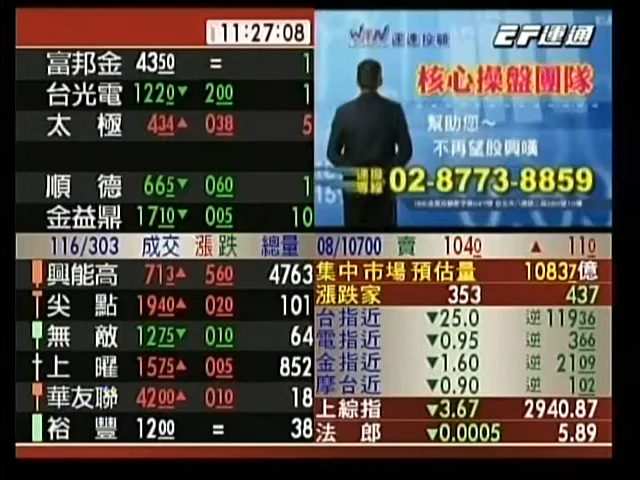 11:27:08
富邦金 4350 = 1
台光電 1220▼ 200 1
太極 434▲ 038 5
順德 665▼ 060 1
金益鼎 1710▼ 005 10
WIN 運達投顧
EF運通
核心操盤團隊
幫助您~
不再望股興嘆
02-8773-8859
116/303 成交 漲跌 總量
興能高 713▲ 560 4763
尖點 1940▲ 020 101
無敵 1275▼ 010 64
上曜 1575▲ 005 852
華友聯 4200▲ 010 18
裕豐 1200 = 38
08/10700 賣 1040 ▲ 110
集中市場預估量 10837億
漲跌家 353 437
台指近 ▼25.0 逆 11936
電指近 ▼0.95 逆 366
金指近 ▼1.60 逆 2109
摩台近 ▼0.90 逆 102
上綜指 ▼3.67 2940.87
法郎 ▼0.0005 5.89